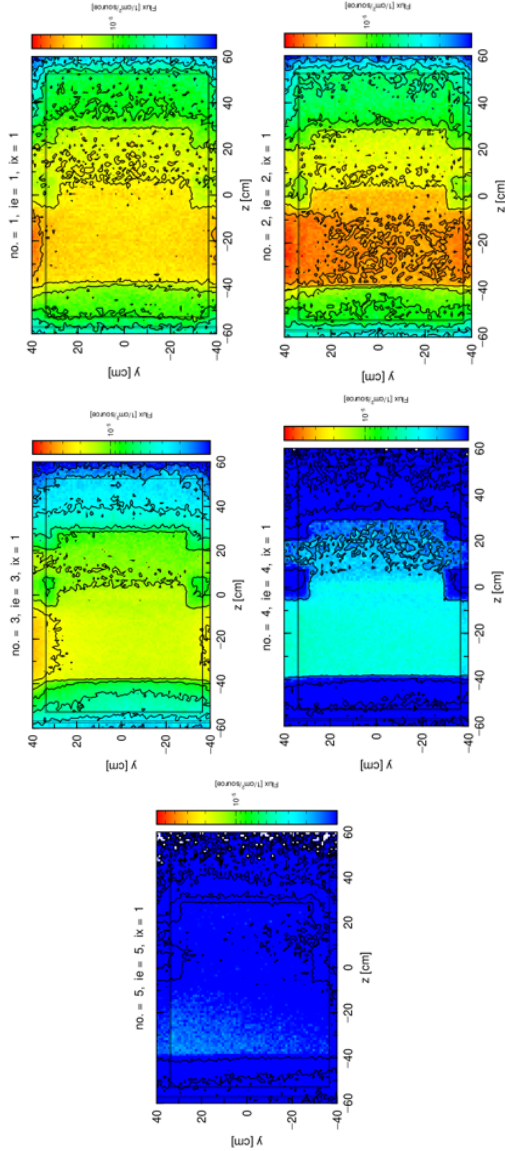 no. = 1, ie = 1, ix = 1
40
20
0
−20
−40
y [cm]
−60 −40 −20 0 20 40 60
z [cm]
10⁻⁵
Flux [1/cm²/source]
no. = 2, ie = 2, ix = 1
40
20
0
−20
−40
y [cm]
−60 −40 −20 0 20 40 60
z [cm]
10⁻⁵
Flux [1/cm²/source]
no. = 3, ie = 3, ix = 1
40
20
0
−20
−40
y [cm]
−60 −40 −20 0 20 40 60
z [cm]
10⁻⁵
Flux [1/cm²/source]
no. = 4, ie = 4, ix = 1
40
20
0
−20
−40
y [cm]
−60 −40 −20 0 20 40 60
z [cm]
10⁻⁵
Flux [1/cm²/source]
no. = 5, ie = 5, ix = 1
40
20
0
−20
−40
y [cm]
−60 −40 −20 0 20 40 60
z [cm]
10⁻⁵
Flux [1/cm²/source]